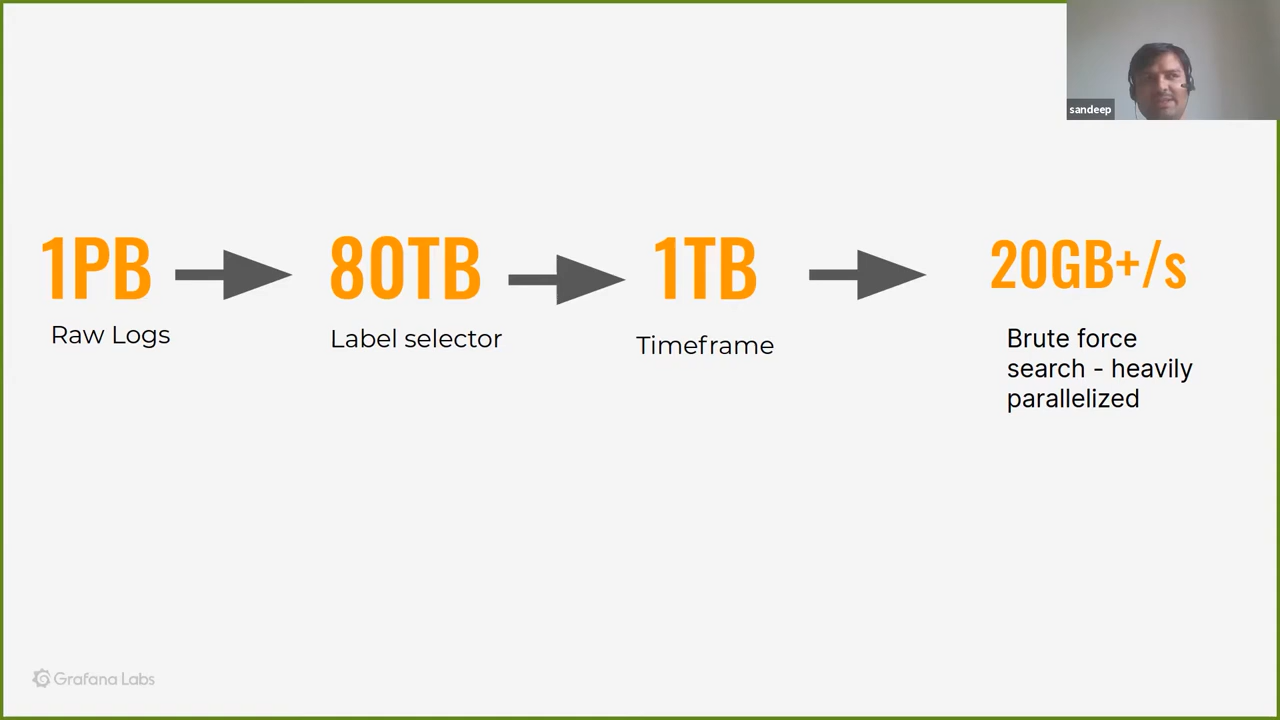 sandeep
1PB
Raw Logs
80TB
Label selector
1TB
Timeframe
20GB+/s
Brute force
search - heavily
parallelized
Grafana Labs